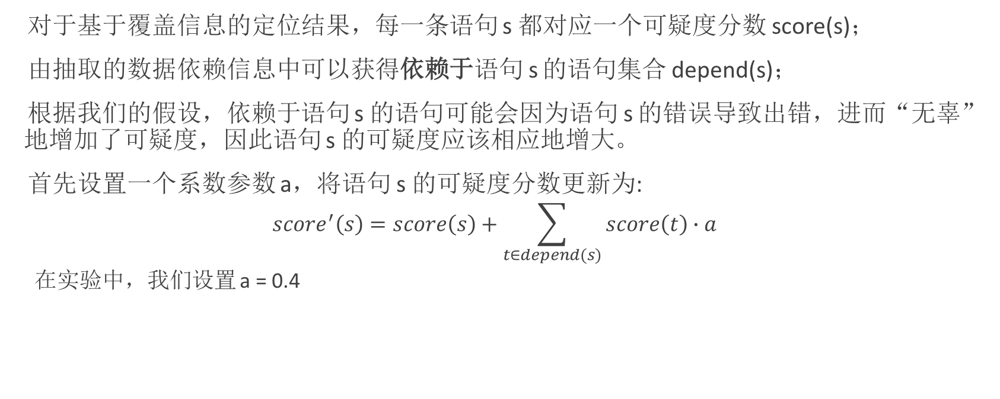 对于基于覆盖信息的定位结果，每一条语句 s 都对应一个可疑度分数 score(s)；
由抽取的数据依赖信息中可以获得依赖于语句 s 的语句集合 depend(s)；
根据我们的假设，依赖于语句 s 的语句可能会因为语句 s 的错误导致出错，进而“无辜”
地增加了可疑度，因此语句 s 的可疑度应该相应地增大。
首先设置一个系数参数 a，将语句 s 的可疑度分数更新为:
score′(s) = score(s) + ∑ score(t) · a
t∈depend(s)
在实验中，我们设置 a = 0.4